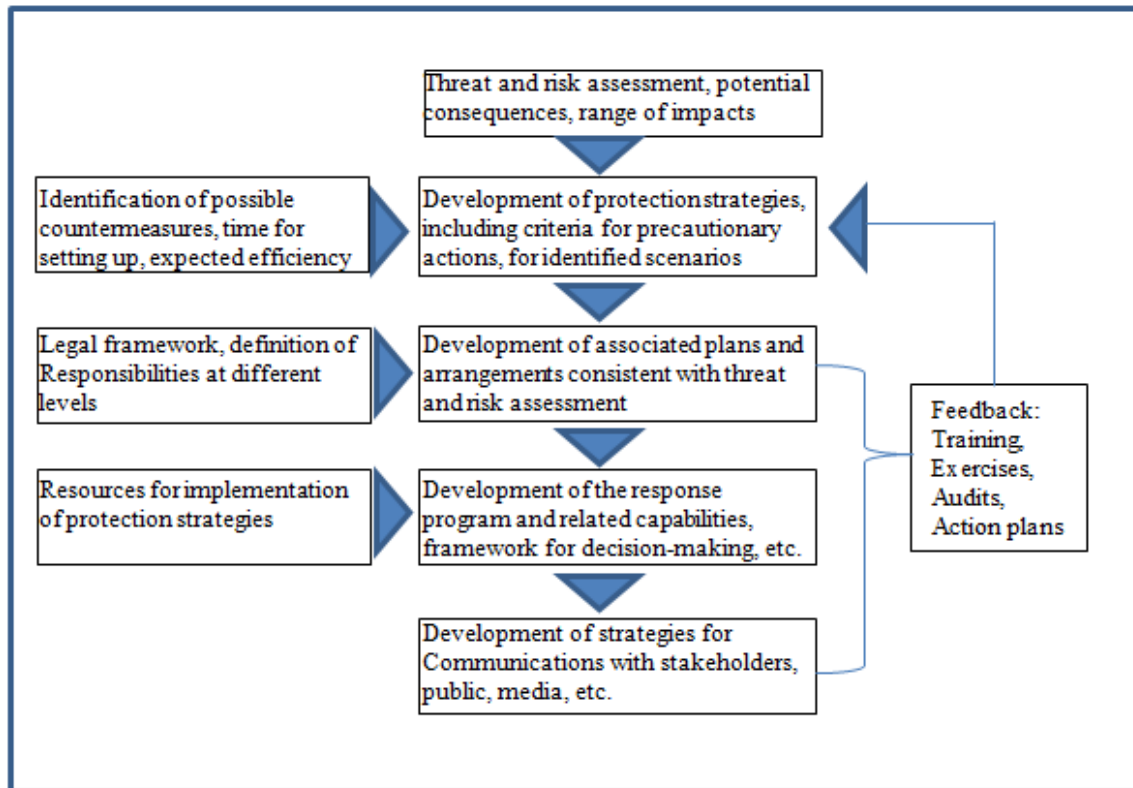 Threat and risk assessment, potential
consequences, range of impacts
Identification of possible
countermeasures, time for
setting up, expected efficiency
Development of protection strategies,
including criteria for precautionary
actions, for identified scenarios
Legal framework, definition of
Responsibilities at different
levels
Development of associated plans and
arrangements consistent with threat
and risk assessment
Feedback:
Training,
Exercises,
Audits,
Action plans
Resources for implementation
of protection strategies
Development of the response
program and related capabilities,
framework for decision-making, etc.
Development of strategies for
Communications with stakeholders,
public, media, etc.